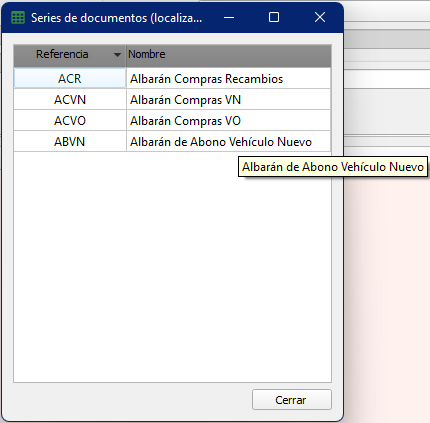 Series de documentos (localiza...
Referencia Nombre
ACR Albarán Compras Recambios
ACVN Albarán Compras VN
ACVO Albarán Compras VO
ABVN Albarán de Abono Vehículo Nuevo
Albarán de Abono Vehículo Nuevo
Cerrar